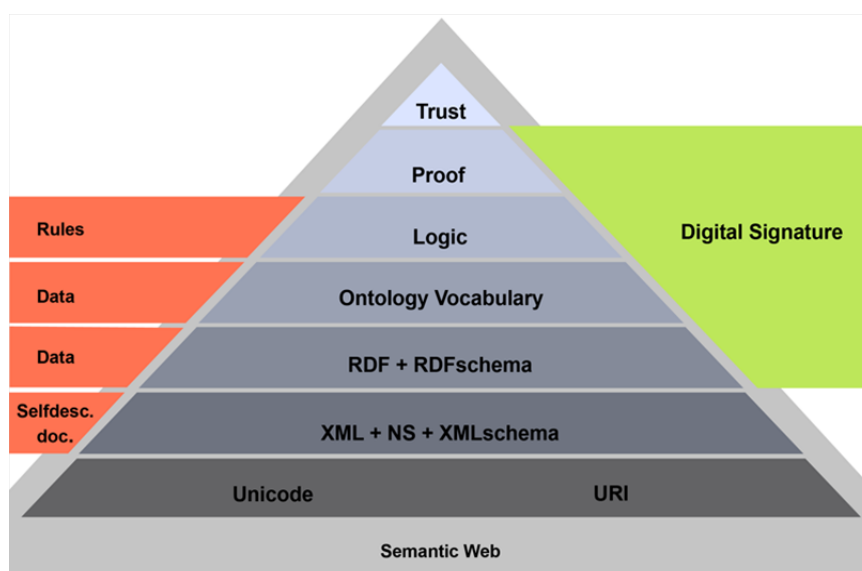 Trust
Proof
Rules
Logic
Digital Signature
Data
Ontology Vocabulary
Data
RDF + RDFschema
Selfdesc.
doc.
XML + NS + XMLschema
Unicode
URI
Semantic Web